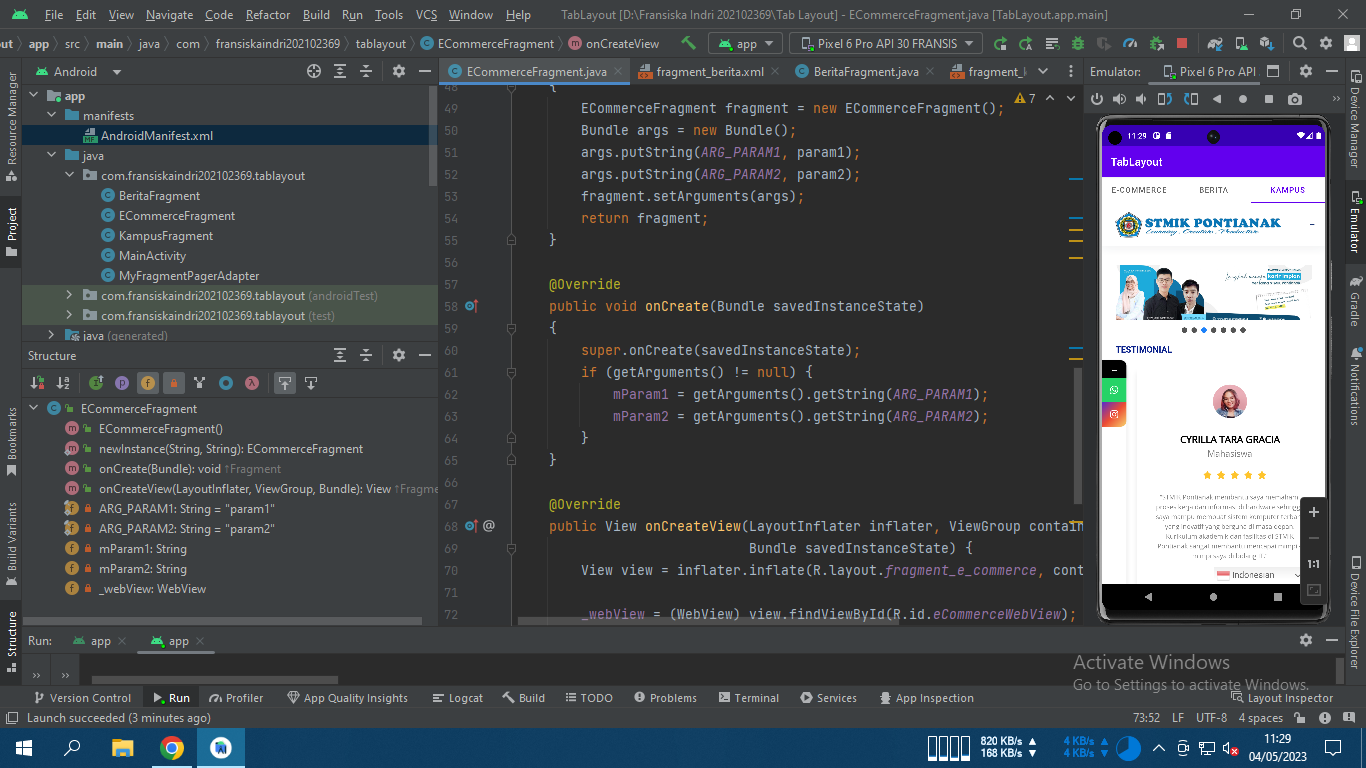 File Edit View Navigate Code Refactor Build Run Tools VCS Window Help TabLayout [D:\Fransiska Indri 202102369\Tab Layout] - ECommerceFragment.java [TabLayout.app.main]
out app src main java com fransiskaindri202102369 tablayout ECommerceFragment onCreateView app Pixel 6 Pro API 30 FRANSIS
Android
ECommerceFragment.java fragment_berita.xml BeritaFragment.java
Emulator: Pixel 6 Pro API
Resource Manager
Project
Bookmarks
Build Variants
Structure
app
manifests
AndroidManifest.xml
java
com.fransiskaindri202102369.tablayout
BeritaFragment
ECommerceFragment
KampusFragment
MainActivity
MyFragmentPagerAdapter
com.fransiskaindri202102369.tablayout (androidTest)
com.fransiskaindri202102369.tablayout (test)
java (generated)
Structure
ECommerceFragment
ECommerceFragment()
newInstance(String, String): ECommerceFragment
onCreate(Bundle): void ↑Fragment
onCreateView(LayoutInflater, ViewGroup, Bundle): View ↑Fragme
ARG_PARAM1: String = "param1"
ARG_PARAM2: String = "param2"
mParam1: String
mParam2: String
_webView: WebView
7
48 {
49 ECommerceFragment fragment = new ECommerceFragment();
50 Bundle args = new Bundle();
51 args.putString(ARG_PARAM1, param1);
52 args.putString(ARG_PARAM2, param2);
53 fragment.setArguments(args);
54 return fragment;
55 }
56
57 @Override
58 public void onCreate(Bundle savedInstanceState)
59 {
60 super.onCreate(savedInstanceState);
61 if (getArguments() != null) {
62 mParam1 = getArguments().getString(ARG_PARAM1);
63 mParam2 = getArguments().getString(ARG_PARAM2);
64 }
65 }
66
67 @Override
68 public View onCreateView(LayoutInflater inflater, ViewGroup contain
69 Bundle savedInstanceState) {
70 View view = inflater.inflate(R.layout.fragment_e_commerce, cont
71
72 _webView = (WebView) view.findViewById(R.id.eCommerceWebView);
11:29
TabLayout
E-COMMERCE BERITA KAMPUS
STMIK PONTIANAK
TESTIMONIAL
CYRILLA TARA GRACIA
Mahasiswa
Indonesian
1:1
Device Manager
Emulator
Gradle
Notifications
Device File Explorer
Run: app app
Activate Windows
Go to Settings to activate Windows.
Version Control Run Profiler App Quality Insights Logcat Build TODO Problems Terminal Services App Inspection Layout Inspector
Launch succeeded (3 minutes ago) 73:52 LF UTF-8 4 spaces
820 KB/s 4 KB/s 11:29
168 KB/s 4 KB/s 04/05/2023